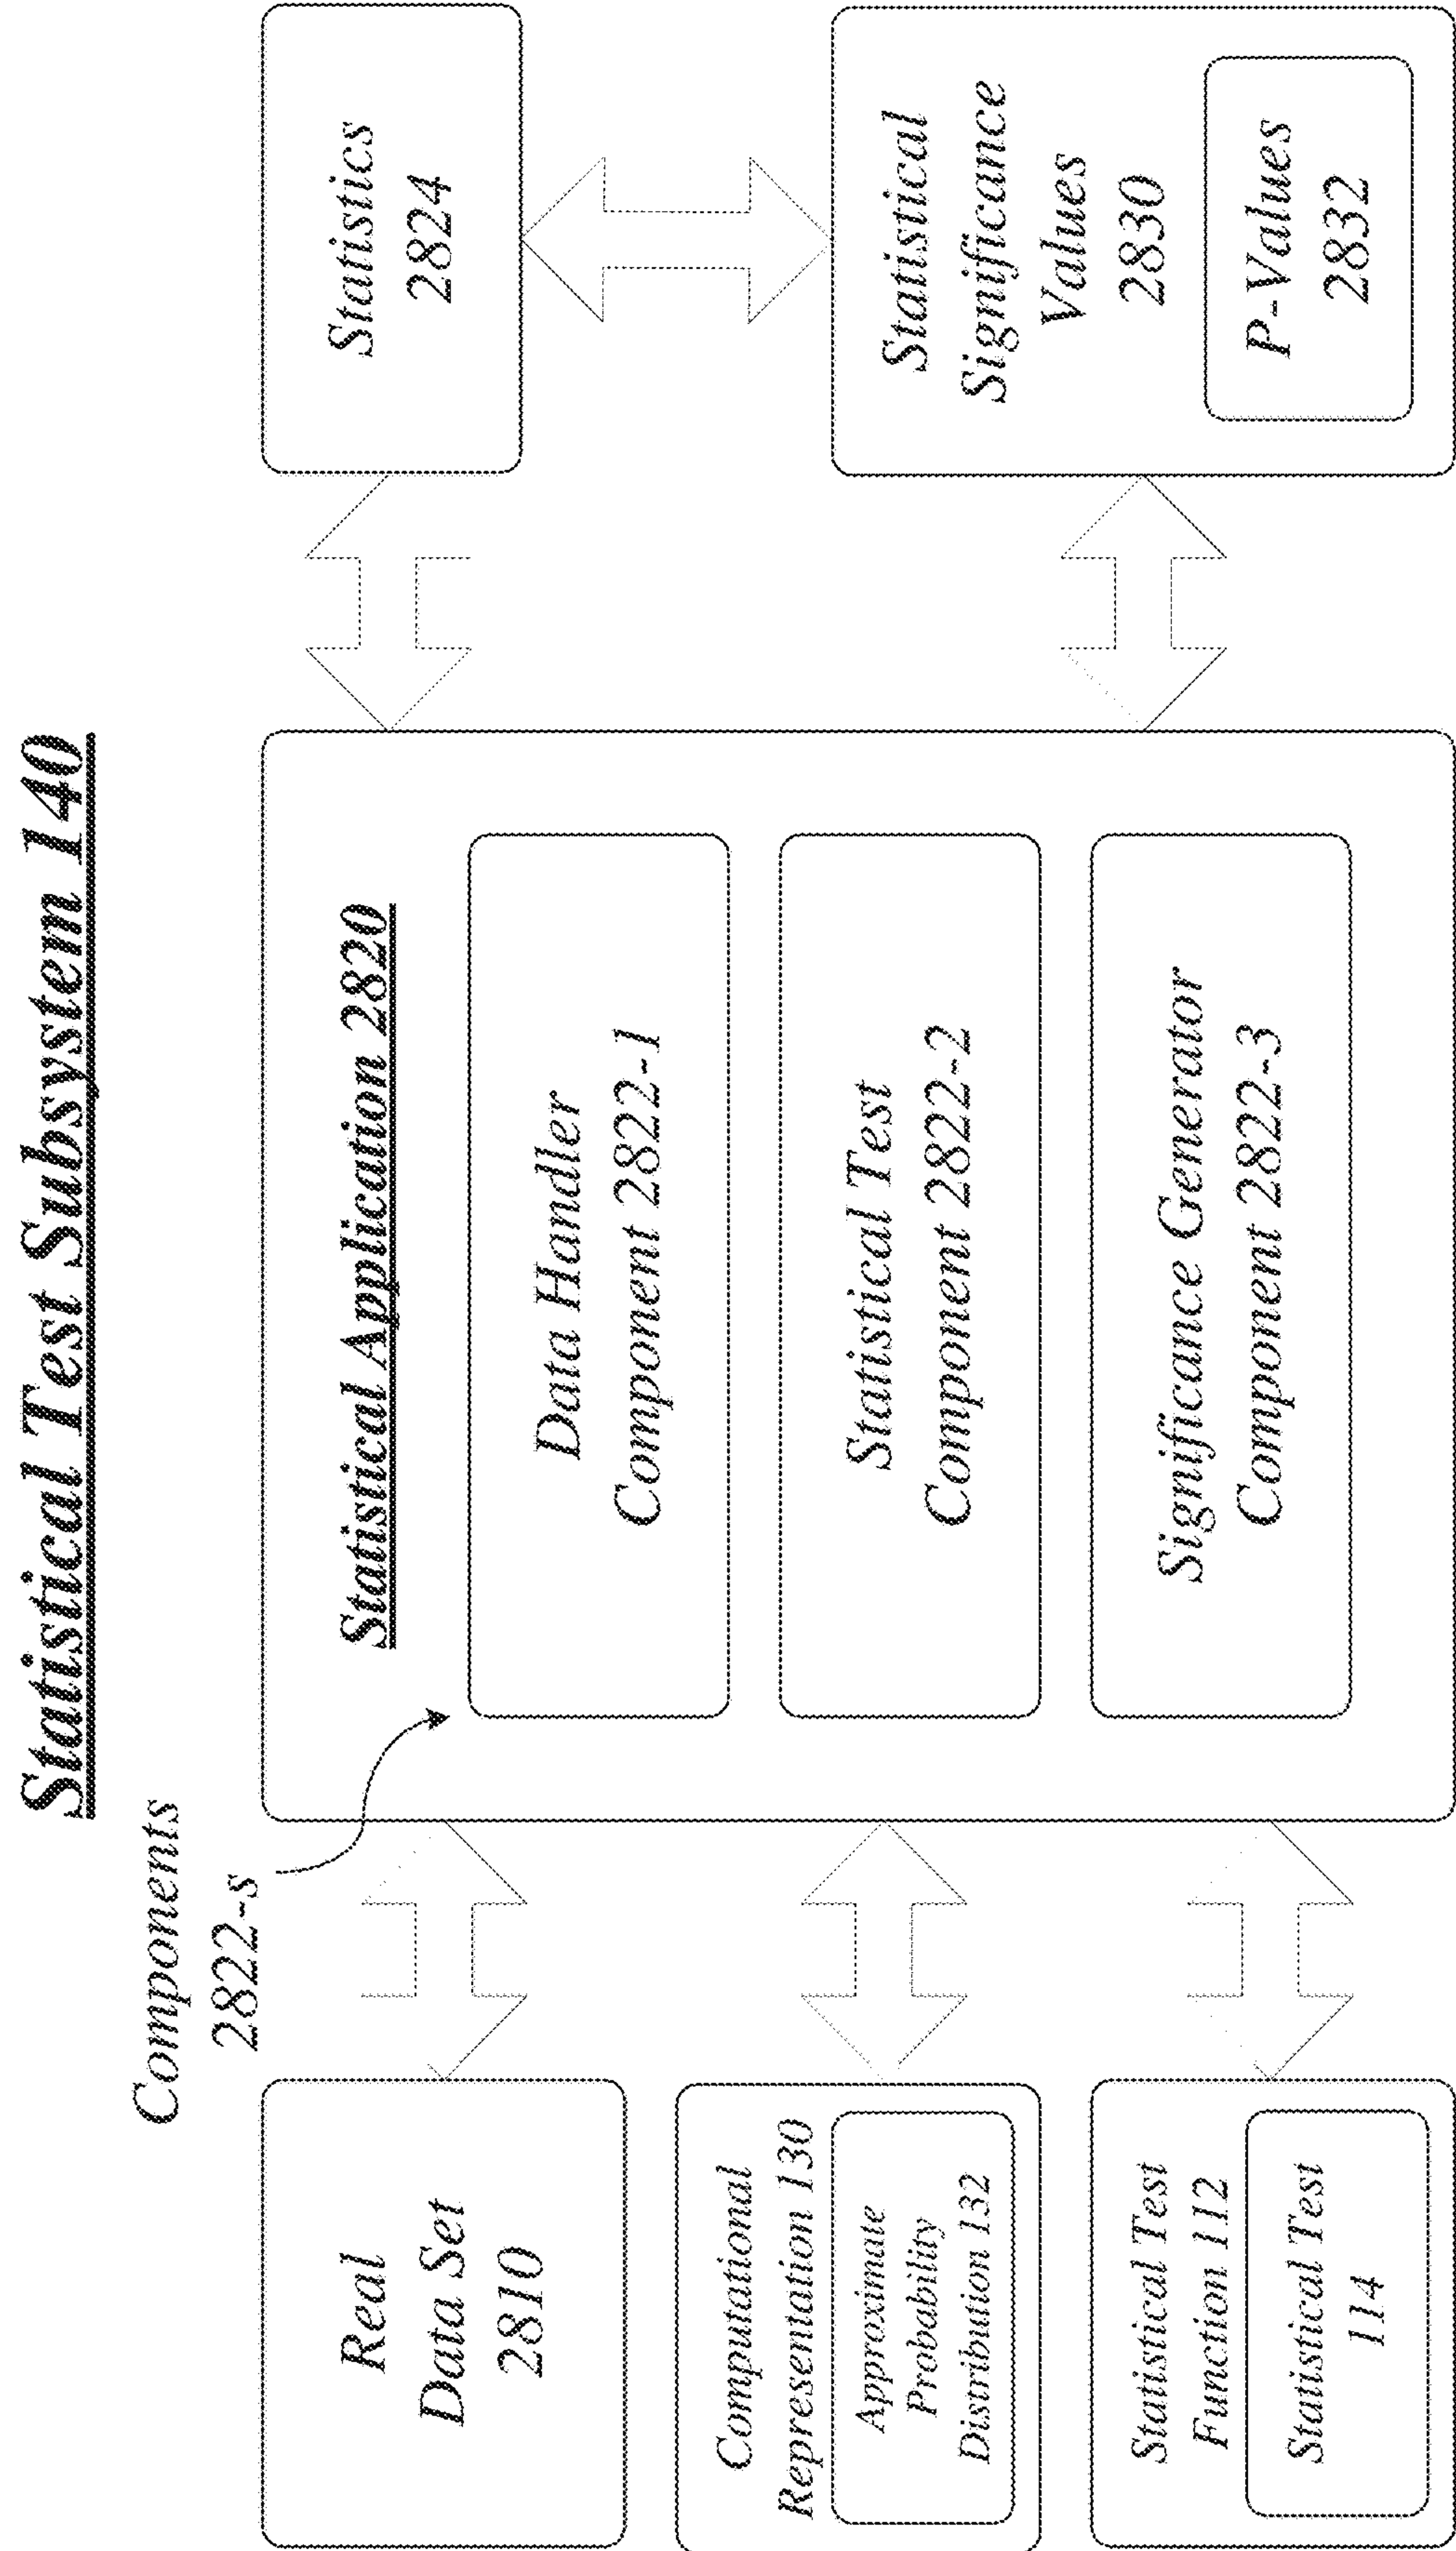 Statistical Test Subsystem 140
Components
2822-s
Real
Data Set
2810
Computational
Representation 130
Approximate
Probability
Distribution 132
Statistical Test
Function 112
Statistical Test
114
Statistical Application 2820
Data Handler
Component 2822-1
Statistical Test
Component 2822-2
Significance Generator
Component 2822-3
Statistics
2824
Statistical
Significance
Values
2830
P-Values
2832